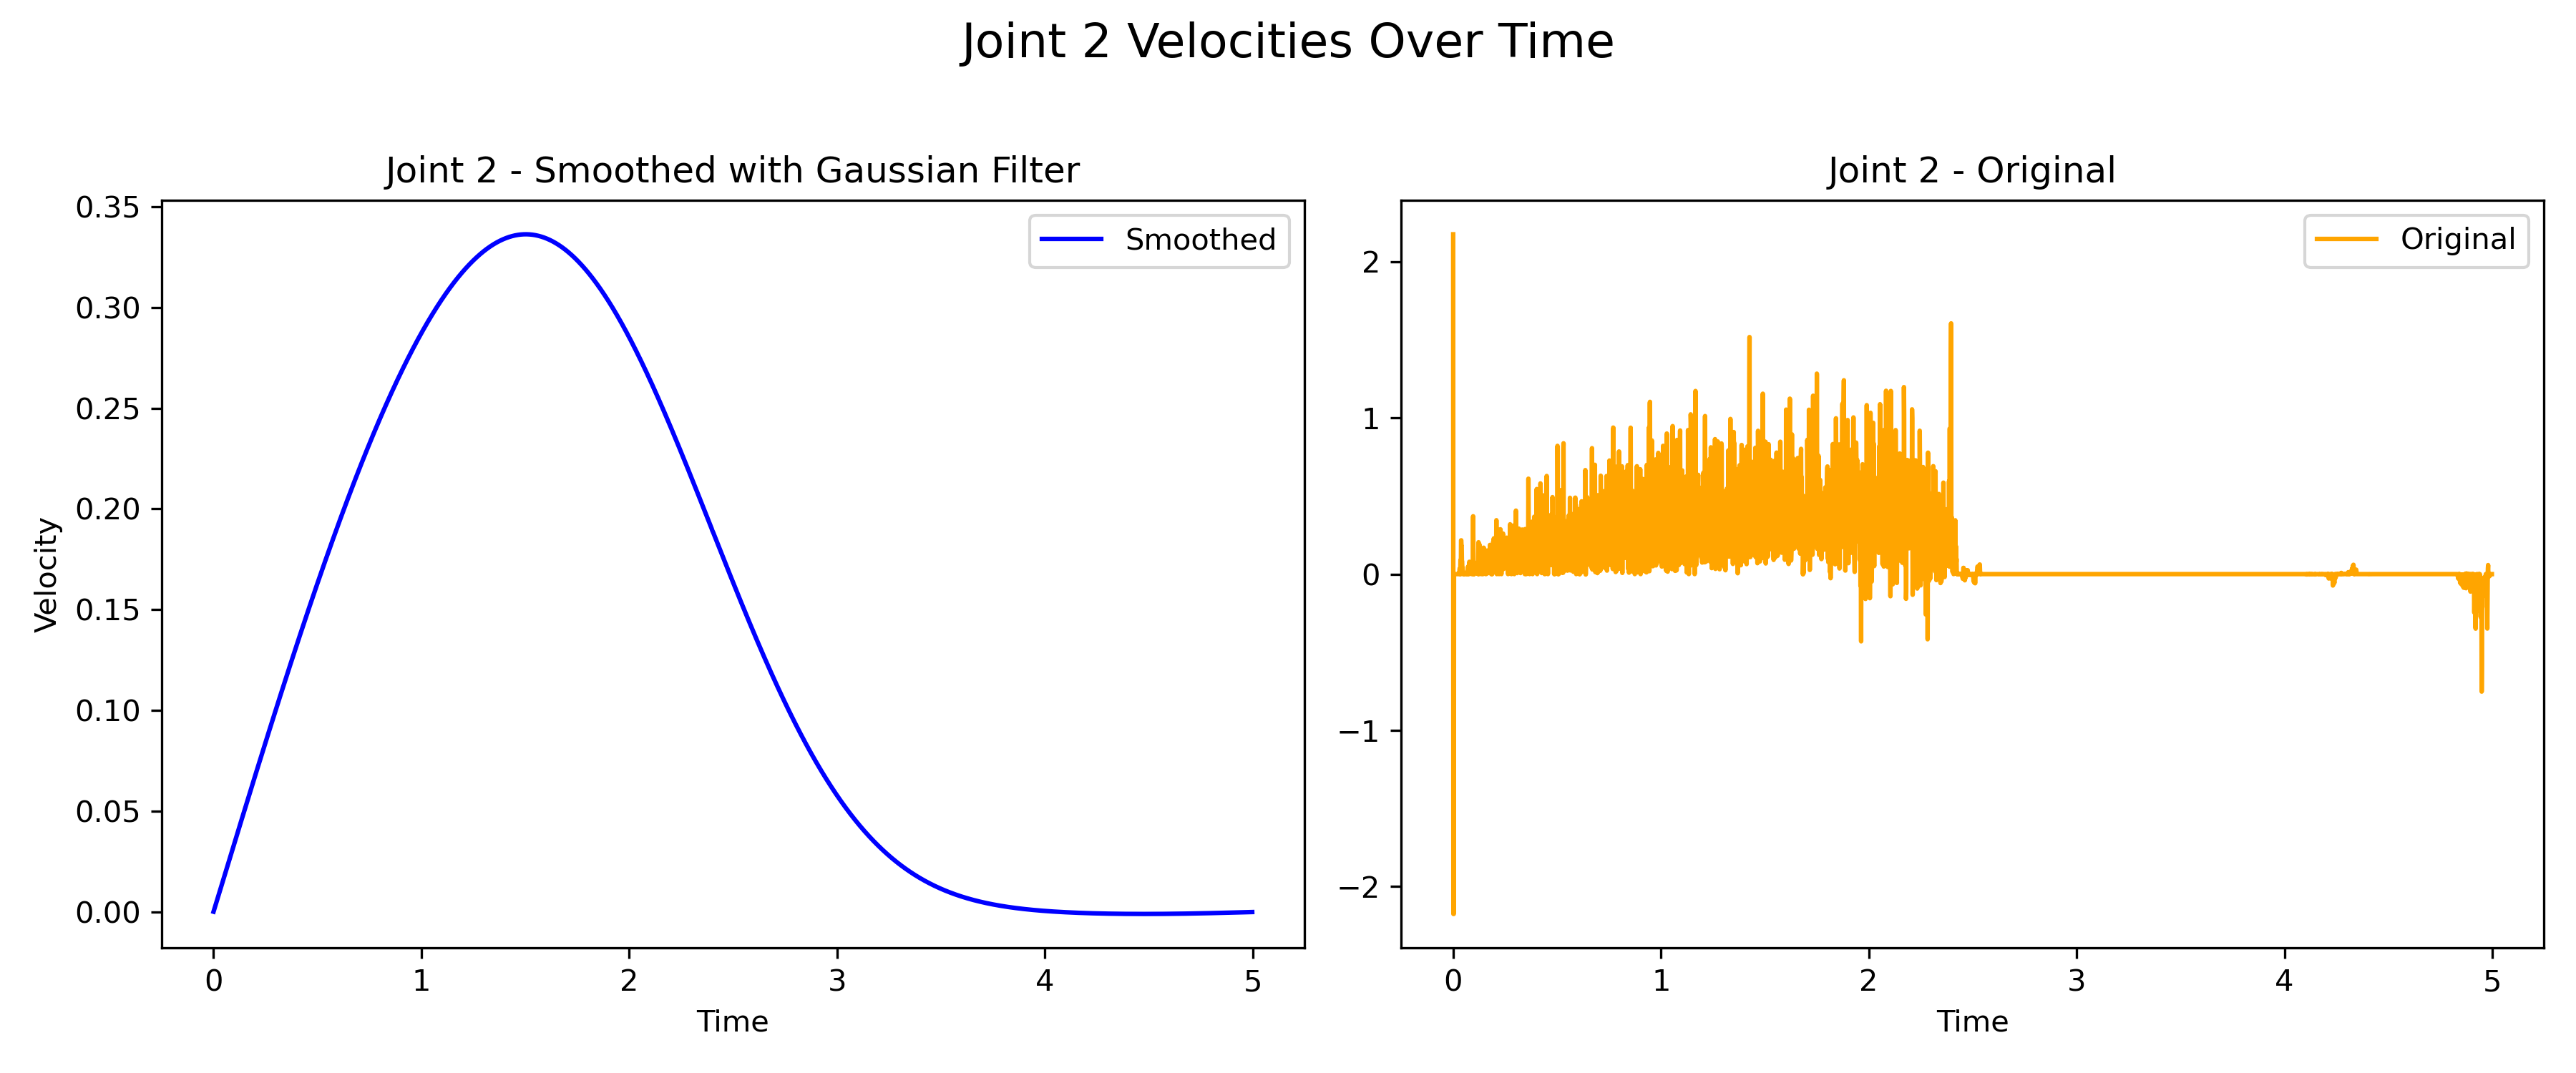 Joint 2 Velocities Over Time
Joint 2 - Smoothed with Gaussian Filter
0.35
0.30
0.25
0.20
0.15
0.10
0.05
0.00
Velocity
Smoothed
0 1 2 3 4 5
Time
Joint 2 - Original
2
1
0
−1
−2
Original
0 1 2 3 4 5
Time